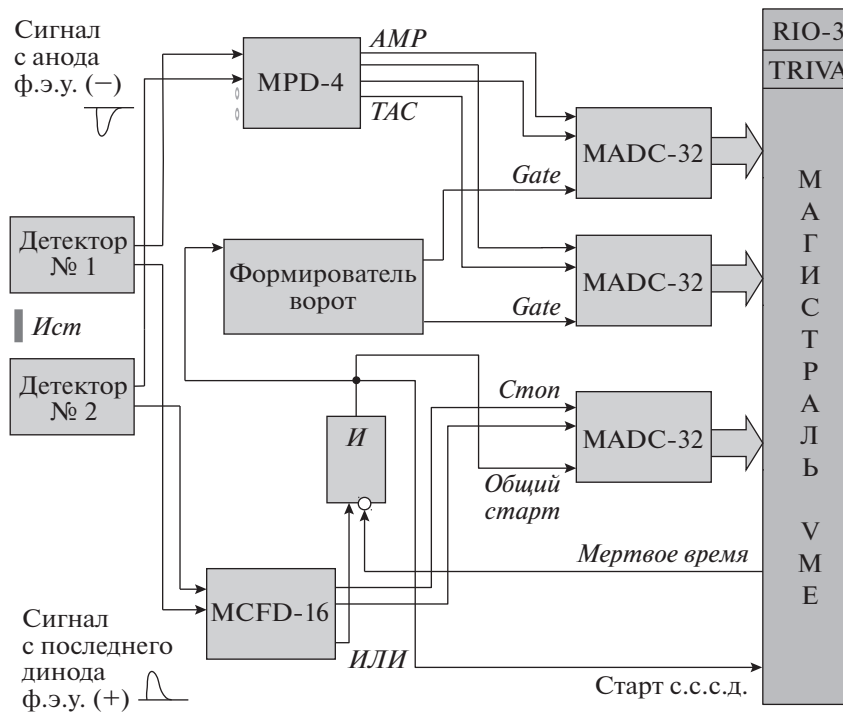 Сигнал
с анода
ф.э.у. (−)
MPD-4
AMP
TAC
RIO-3
TRIVA
MADC-32
Gate
Детектор
№ 1
Формирователь
ворот
MADC-32
Gate
Ист
Детектор
№ 2
И
Стоп
MADC-32
Общий
старт
МАГИСТРАЛЬ VME
Мертвое время
MCFD-16
ИЛИ
Сигнал
с последнего
динода
ф.э.у. (+)
Старт с.с.с.д.